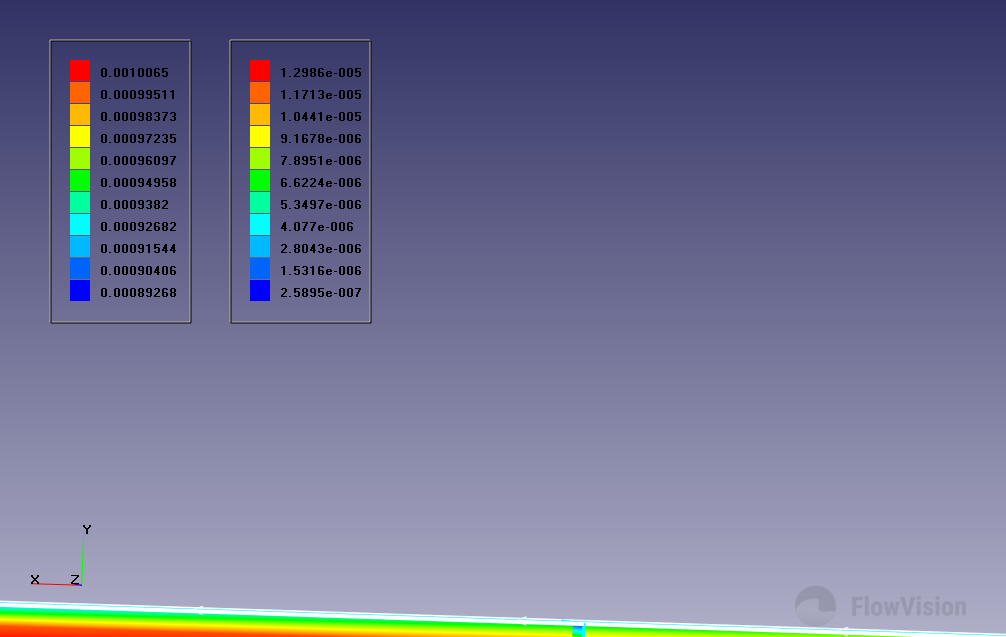 0.0010065
0.00099511
0.00098373
0.00097235
0.00096097
0.00094958
0.0009382
0.00092682
0.00091544
0.00090406
0.00089268
1.2986e-005
1.1713e-005
1.0441e-005
9.1678e-006
7.8951e-006
6.6224e-006
5.3497e-006
4.077e-006
2.8043e-006
1.5316e-006
2.5895e-007
Y
X Z
FlowVision